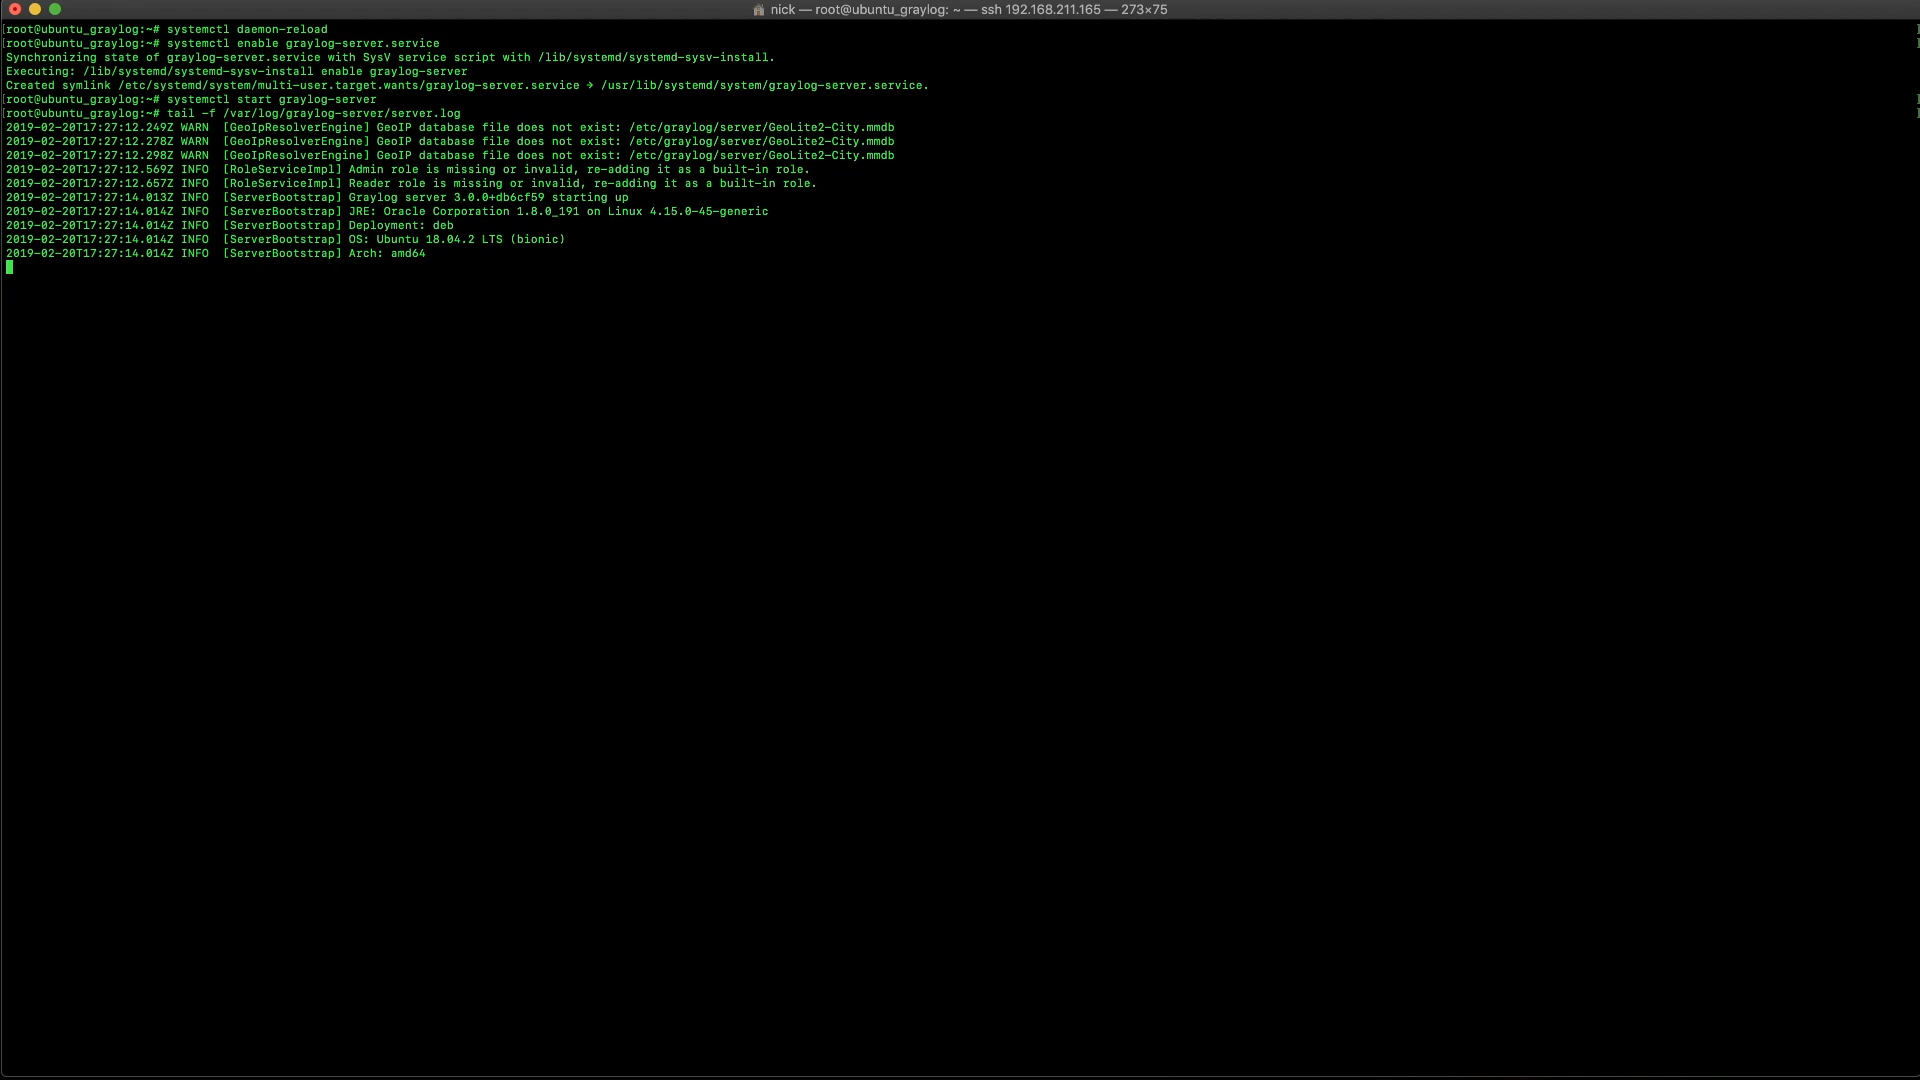 nick — root@ubuntu_graylog: ~ — ssh 192.168.211.165 — 273×75
[root@ubuntu_graylog:~# systemctl daemon-reload
[root@ubuntu_graylog:~# systemctl enable graylog-server.service
Synchronizing state of graylog-server.service with SysV service script with /lib/systemd/systemd-sysv-install.
Executing: /lib/systemd/systemd-sysv-install enable graylog-server
Created symlink /etc/systemd/system/multi-user.target.wants/graylog-server.service → /usr/lib/systemd/system/graylog-server.service.
[root@ubuntu_graylog:~# systemctl start graylog-server
[root@ubuntu_graylog:~# tail -f /var/log/graylog-server/server.log
2019-02-20T17:27:12.249Z WARN  [GeoIpResolverEngine] GeoIP database file does not exist: /etc/graylog/server/GeoLite2-City.mmdb
2019-02-20T17:27:12.278Z WARN  [GeoIpResolverEngine] GeoIP database file does not exist: /etc/graylog/server/GeoLite2-City.mmdb
2019-02-20T17:27:12.298Z WARN  [GeoIpResolverEngine] GeoIP database file does not exist: /etc/graylog/server/GeoLite2-City.mmdb
2019-02-20T17:27:12.569Z INFO  [RoleServiceImpl] Admin role is missing or invalid, re-adding it as a built-in role.
2019-02-20T17:27:12.657Z INFO  [RoleServiceImpl] Reader role is missing or invalid, re-adding it as a built-in role.
2019-02-20T17:27:14.013Z INFO  [ServerBootstrap] Graylog server 3.0.0+db6cf59 starting up
2019-02-20T17:27:14.014Z INFO  [ServerBootstrap] JRE: Oracle Corporation 1.8.0_191 on Linux 4.15.0-45-generic
2019-02-20T17:27:14.014Z INFO  [ServerBootstrap] Deployment: deb
2019-02-20T17:27:14.014Z INFO  [ServerBootstrap] OS: Ubuntu 18.04.2 LTS (bionic)
2019-02-20T17:27:14.014Z INFO  [ServerBootstrap] Arch: amd64